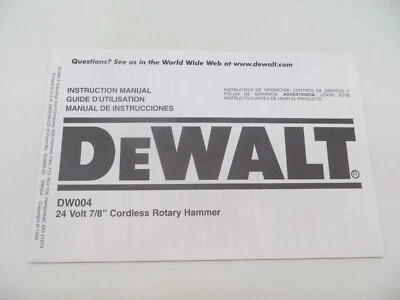 Questions? See us in the World Wide Web at www.dewalt.com
INSTRUCTION MANUAL
GUIDE D'UTILISATION
MANUAL DE INSTRUCCIONES
INSTRUCTIVO DE OPERACIÓN, CENTROS DE SERVICIO Y
PÓLIZA DE GARANTÍA. ADVERTENCIA: LÉASE ESTE
INSTRUCTIVO ANTES DE USAR EL PRODUCTO.
DEWALT®
DW004
24 Volt 7/8" Cordless Rotary Hammer